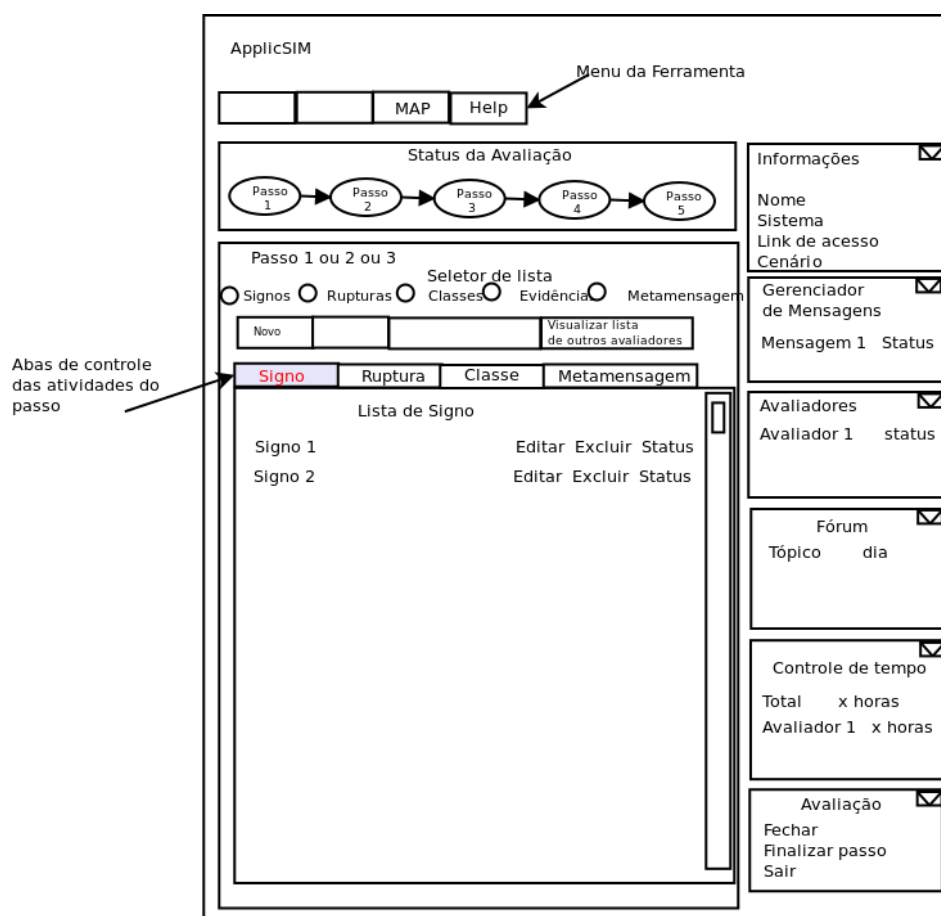 ApplicSIM
Menu da Ferramenta
MAP
Help
Status da Avaliação
Passo
1
Passo
2
Passo
3
Passo
4
Passo
5
Passo 1 ou 2 ou 3
Seletor de lista
Signos
Rupturas
Classes
Evidência
Metamensagem
Novo
Visualizar lista
de outros avaliadores
Abas de controle
das atividades do
passo
Signo
Ruptura
Classe
Metamensagem
Lista de Signo
Signo 1 Editar Excluir Status
Signo 2 Editar Excluir Status
Informações
Nome
Sistema
Link de acesso
Cenário
Gerenciador
de Mensagens
Mensagem 1 Status
Avaliadores
Avaliador 1 status
Fórum
Tópico dia
Controle de tempo
Total x horas
Avaliador 1 x horas
Avaliação
Fechar
Finalizar passo
Sair